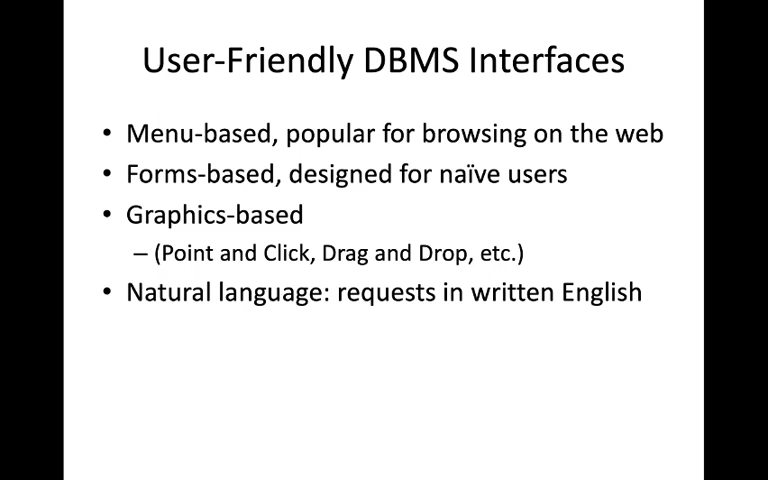 User-Friendly DBMS Interfaces
• Menu-based, popular for browsing on the web
• Forms-based, designed for naïve users
• Graphics-based
– (Point and Click, Drag and Drop, etc.)
• Natural language: requests in written English